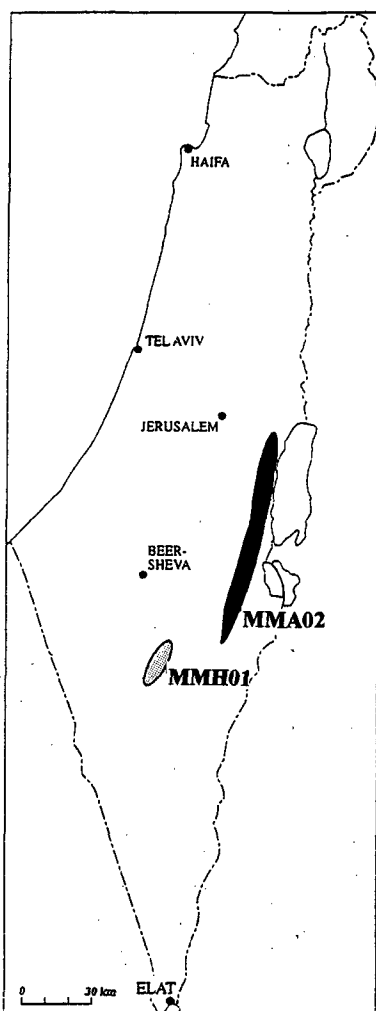 HAIFA
TEL AVIV
JERUSALEM
BEER-
SHEVA
MMA02
MMH01
ELAT
0 30 km